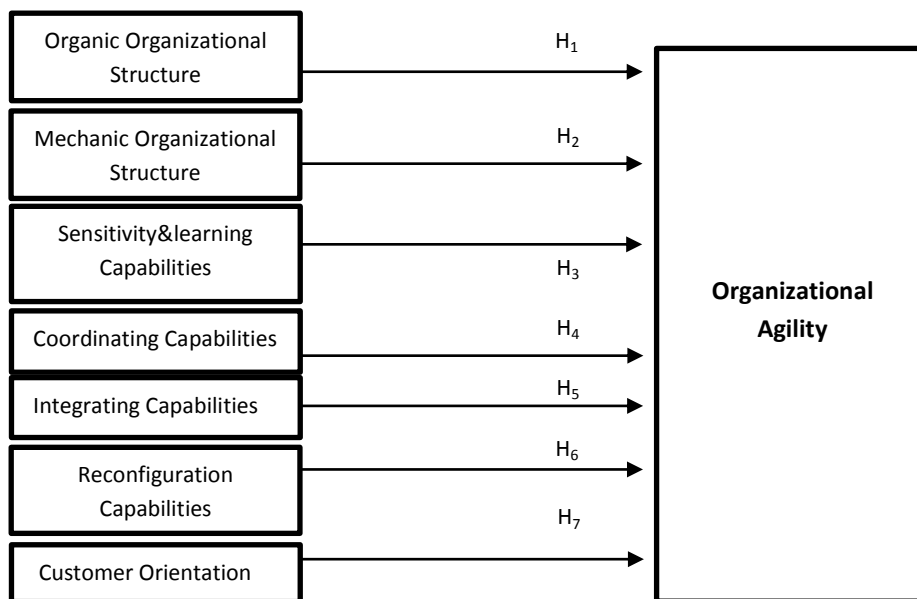 Organic Organizational
Structure
H₁
Mechanic Organizational
Structure
H₂
Sensitivity&learning
Capabilities
H₃
Coordinating Capabilities
H₄
Integrating Capabilities
H₅
Reconfiguration
Capabilities
H₆
Customer Orientation
H₇
Organizational
Agility